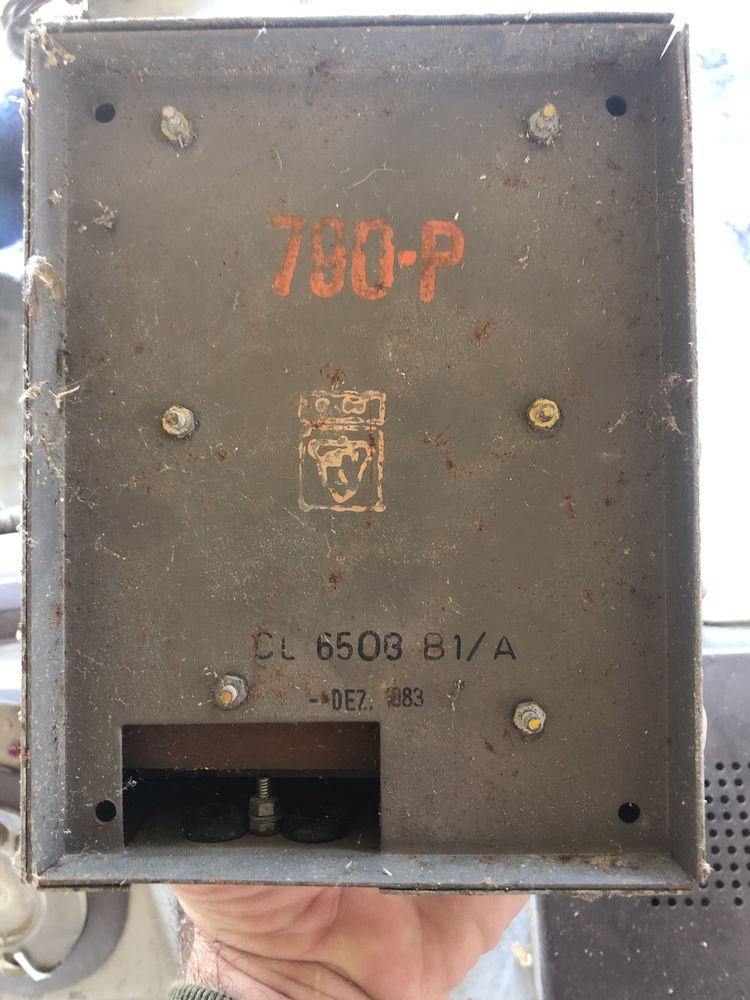 790-P
CL 6503 B1/A
- DEZ. 1983